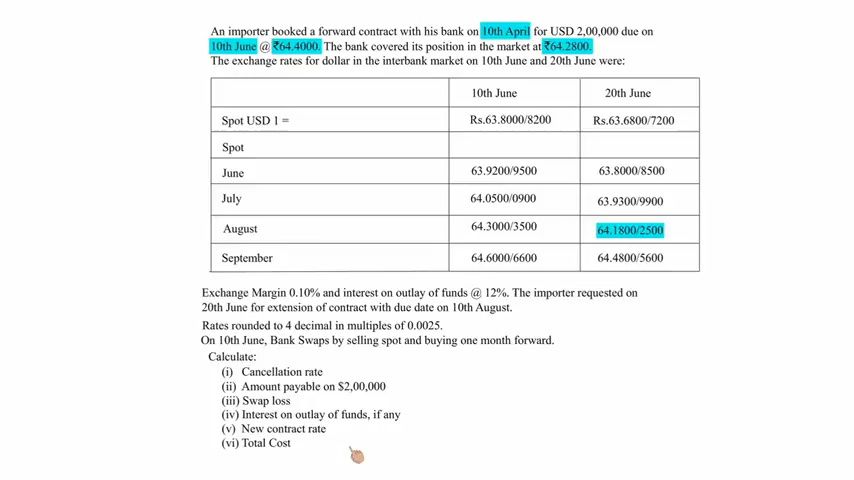 An importer booked a forward contract with his bank on 10th April for USD 2,00,000 due on
10th June @ ₹64.4000. The bank covered its position in the market at ₹64.2800.
The exchange rates for dollar in the interbank market on 10th June and 20th June were:
10th June 20th June
Spot USD 1 = Rs.63.8000/8200 Rs.63.6800/7200
Spot
June 63.9200/9500 63.8000/8500
July 64.0500/0900 63.9300/9900
August 64.3000/3500 64.1800/2500
September 64.6000/6600 64.4800/5600
Exchange Margin 0.10% and interest on outlay of funds @ 12%. The importer requested on
20th June for extension of contract with due date on 10th August.
Rates rounded to 4 decimal in multiples of 0.0025.
On 10th June, Bank Swaps by selling spot and buying one month forward.
Calculate:
(i) Cancellation rate
(ii) Amount payable on $2,00,000
(iii) Swap loss
(iv) Interest on outlay of funds, if any
(v) New contract rate
(vi) Total Cost